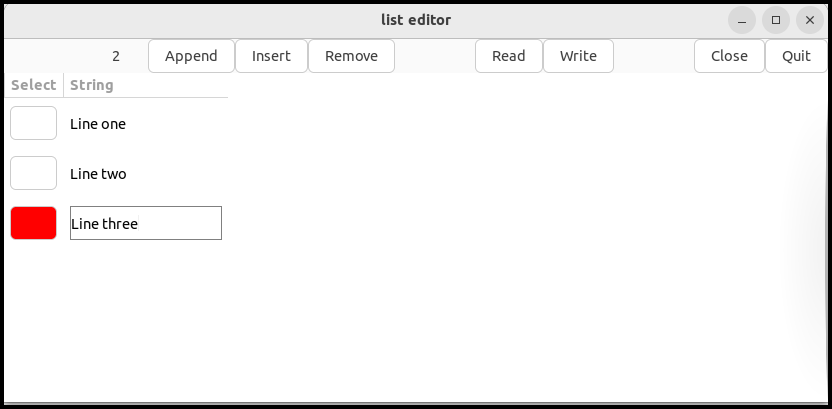 list editor
2 Append Insert Remove Read Write Close Quit
Select String
Line one
Line two
Line three